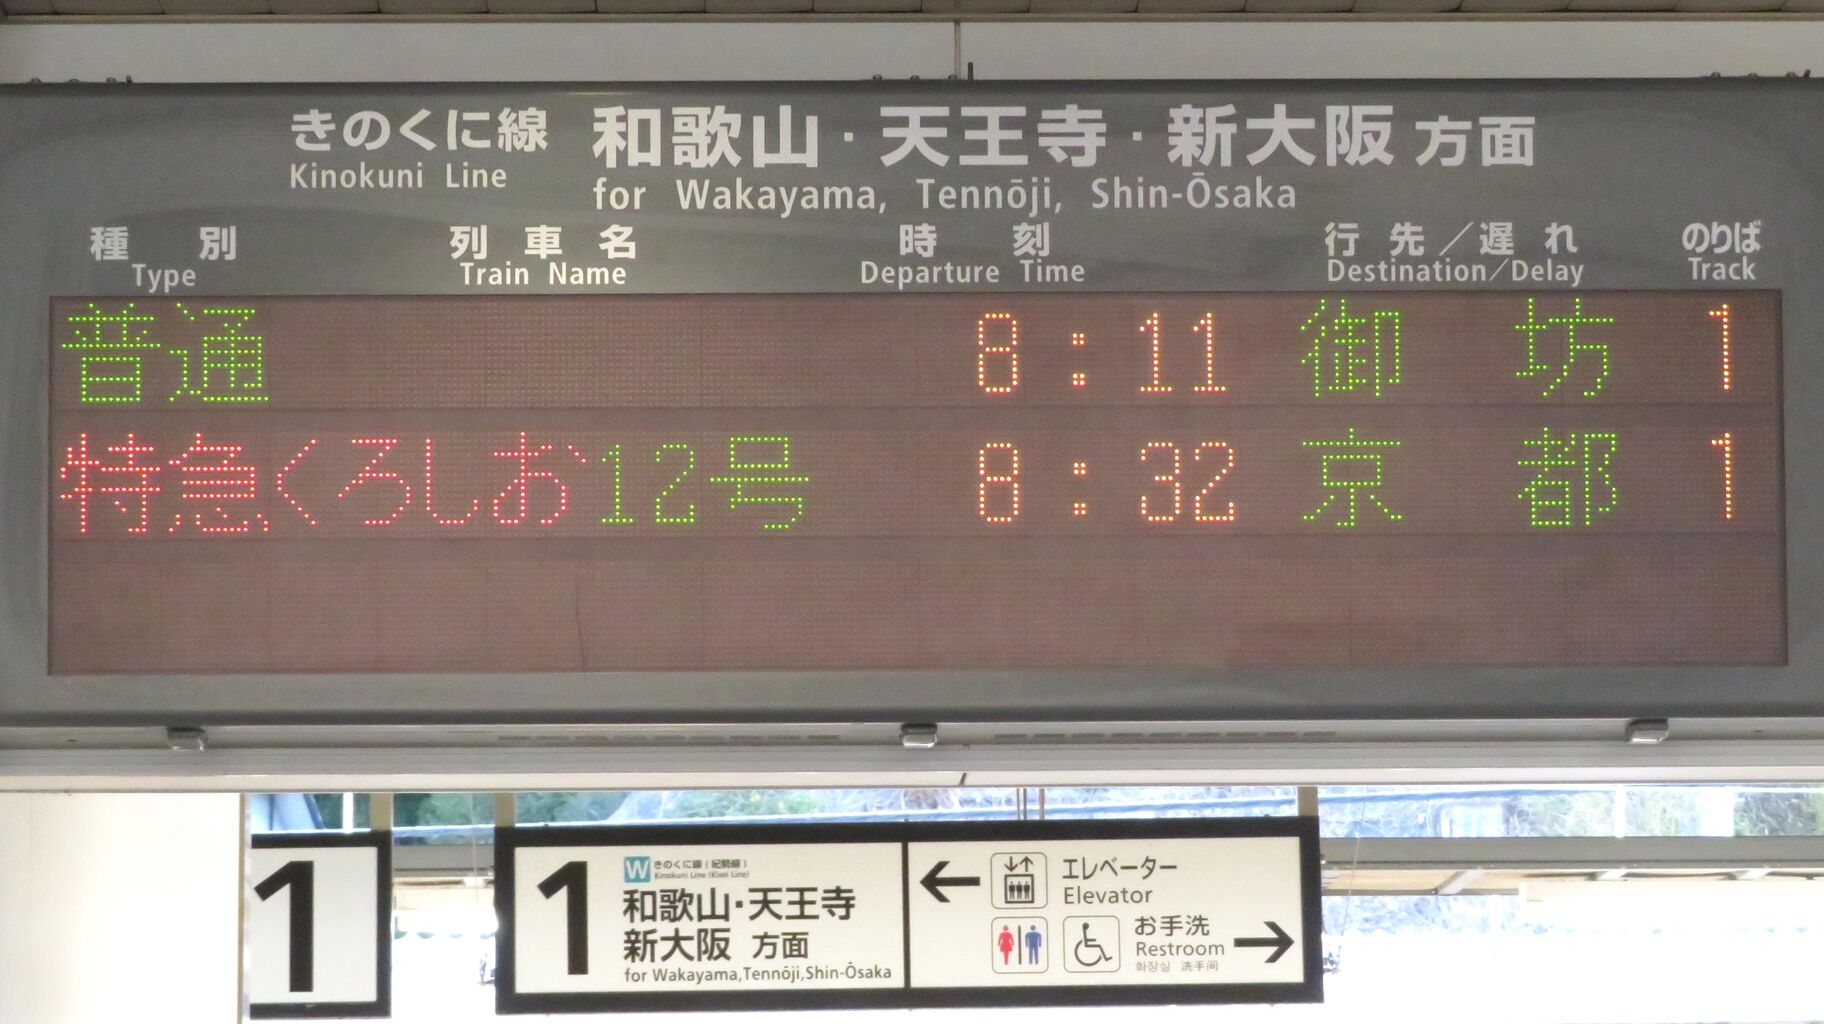 きのくに線 和歌山・天王寺・新大阪 方面
Kinokuni Line for Wakayama, Tennōji, Shin-Ōsaka
種別 列車名 時刻 行先／遅れ のりば
Type Train Name Departure Time Destination/Delay Track
普通 8:11 御坊 1
特急くろしお12号 8:32 京都 1
1
1
W きのくに線(紀勢線)
Kinokuni Line (Kisei Line)
和歌山・天王寺
新大阪 方面
for Wakayama,Tennōji,Shin-Ōsaka
← エレベーター
Elevator
お手洗
Restroom →
화장실 洗手间